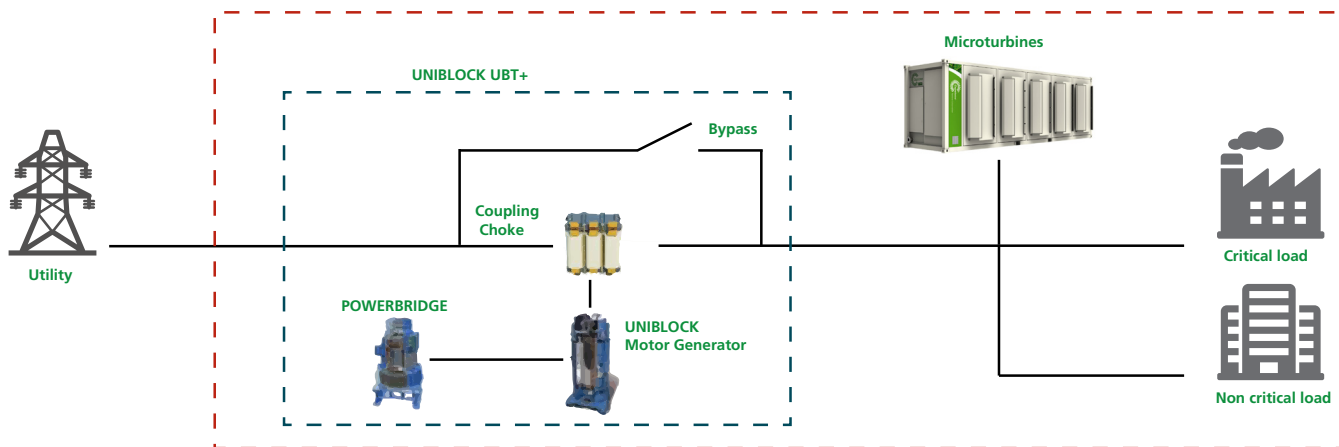 Microturbines
UNIBLOCK UBT+
Bypass
Coupling
Choke
Utility
Critical load
POWERBRIDGE
UNIBLOCK
Motor Generator
Non critical load